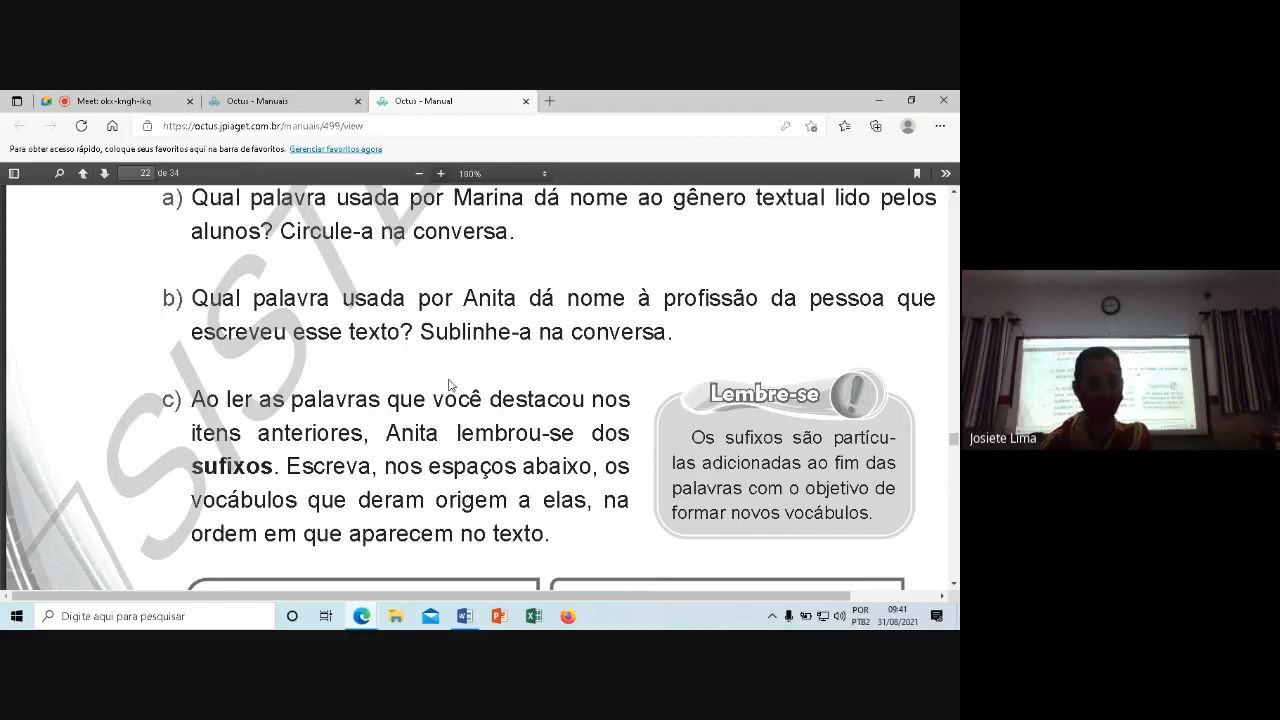 Meet: okx-kngh-ikq
Octus - Manuais
Octus - Manual
https://octus.jpiaget.com.br/manuais/499/view
Para obter acesso rápido, coloque seus favoritos aqui na barra de favoritos. Gerenciar favoritos agora
22 de 34
180%
a) Qual palavra usada por Marina dá nome ao gênero textual lido pelos
alunos? Circule-a na conversa.
b) Qual palavra usada por Anita dá nome à profissão da pessoa que
escreveu esse texto? Sublinhe-a na conversa.
c) Ao ler as palavras que você destacou nos
itens anteriores, Anita lembrou-se dos
sufixos. Escreva, nos espaços abaixo, os
vocábulos que deram origem a elas, na
ordem em que aparecem no texto.
Lembre-se
Os sufixos são partícu-
las adicionadas ao fim das
palavras com o objetivo de
formar novos vocábulos.
SISTE
Josiete Lima
Digite aqui para pesquisar
POR
PTB2
09:41
31/08/2021